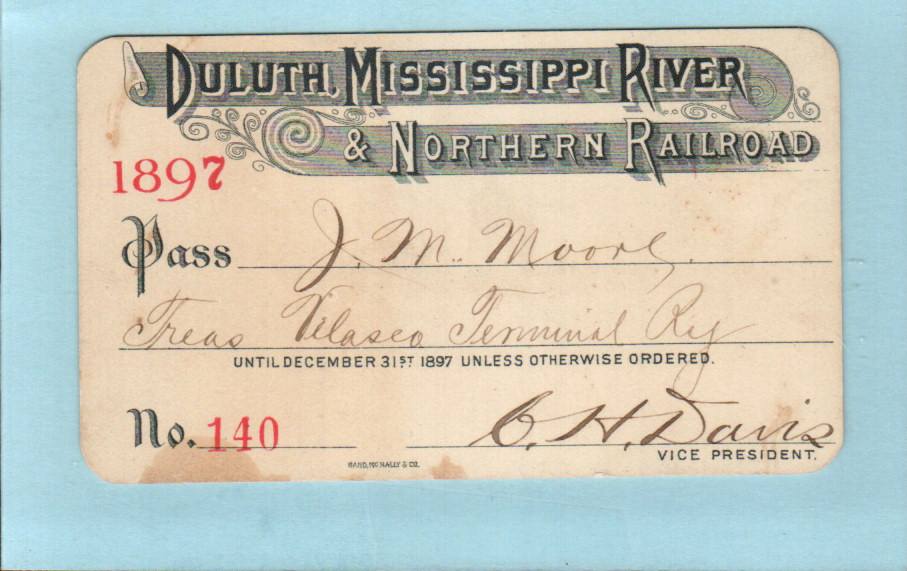 DULUTH, MISSISSIPPI RIVER
& NORTHERN RAILROAD
1897
Pass J. M. Moore.
Treas Velasco Terminal Ry
UNTIL DECEMBER 31ST 1897 UNLESS OTHERWISE ORDERED.
No. 140 C. H. Davis
VICE PRESIDENT.
RAND, MCNALLY & CO.